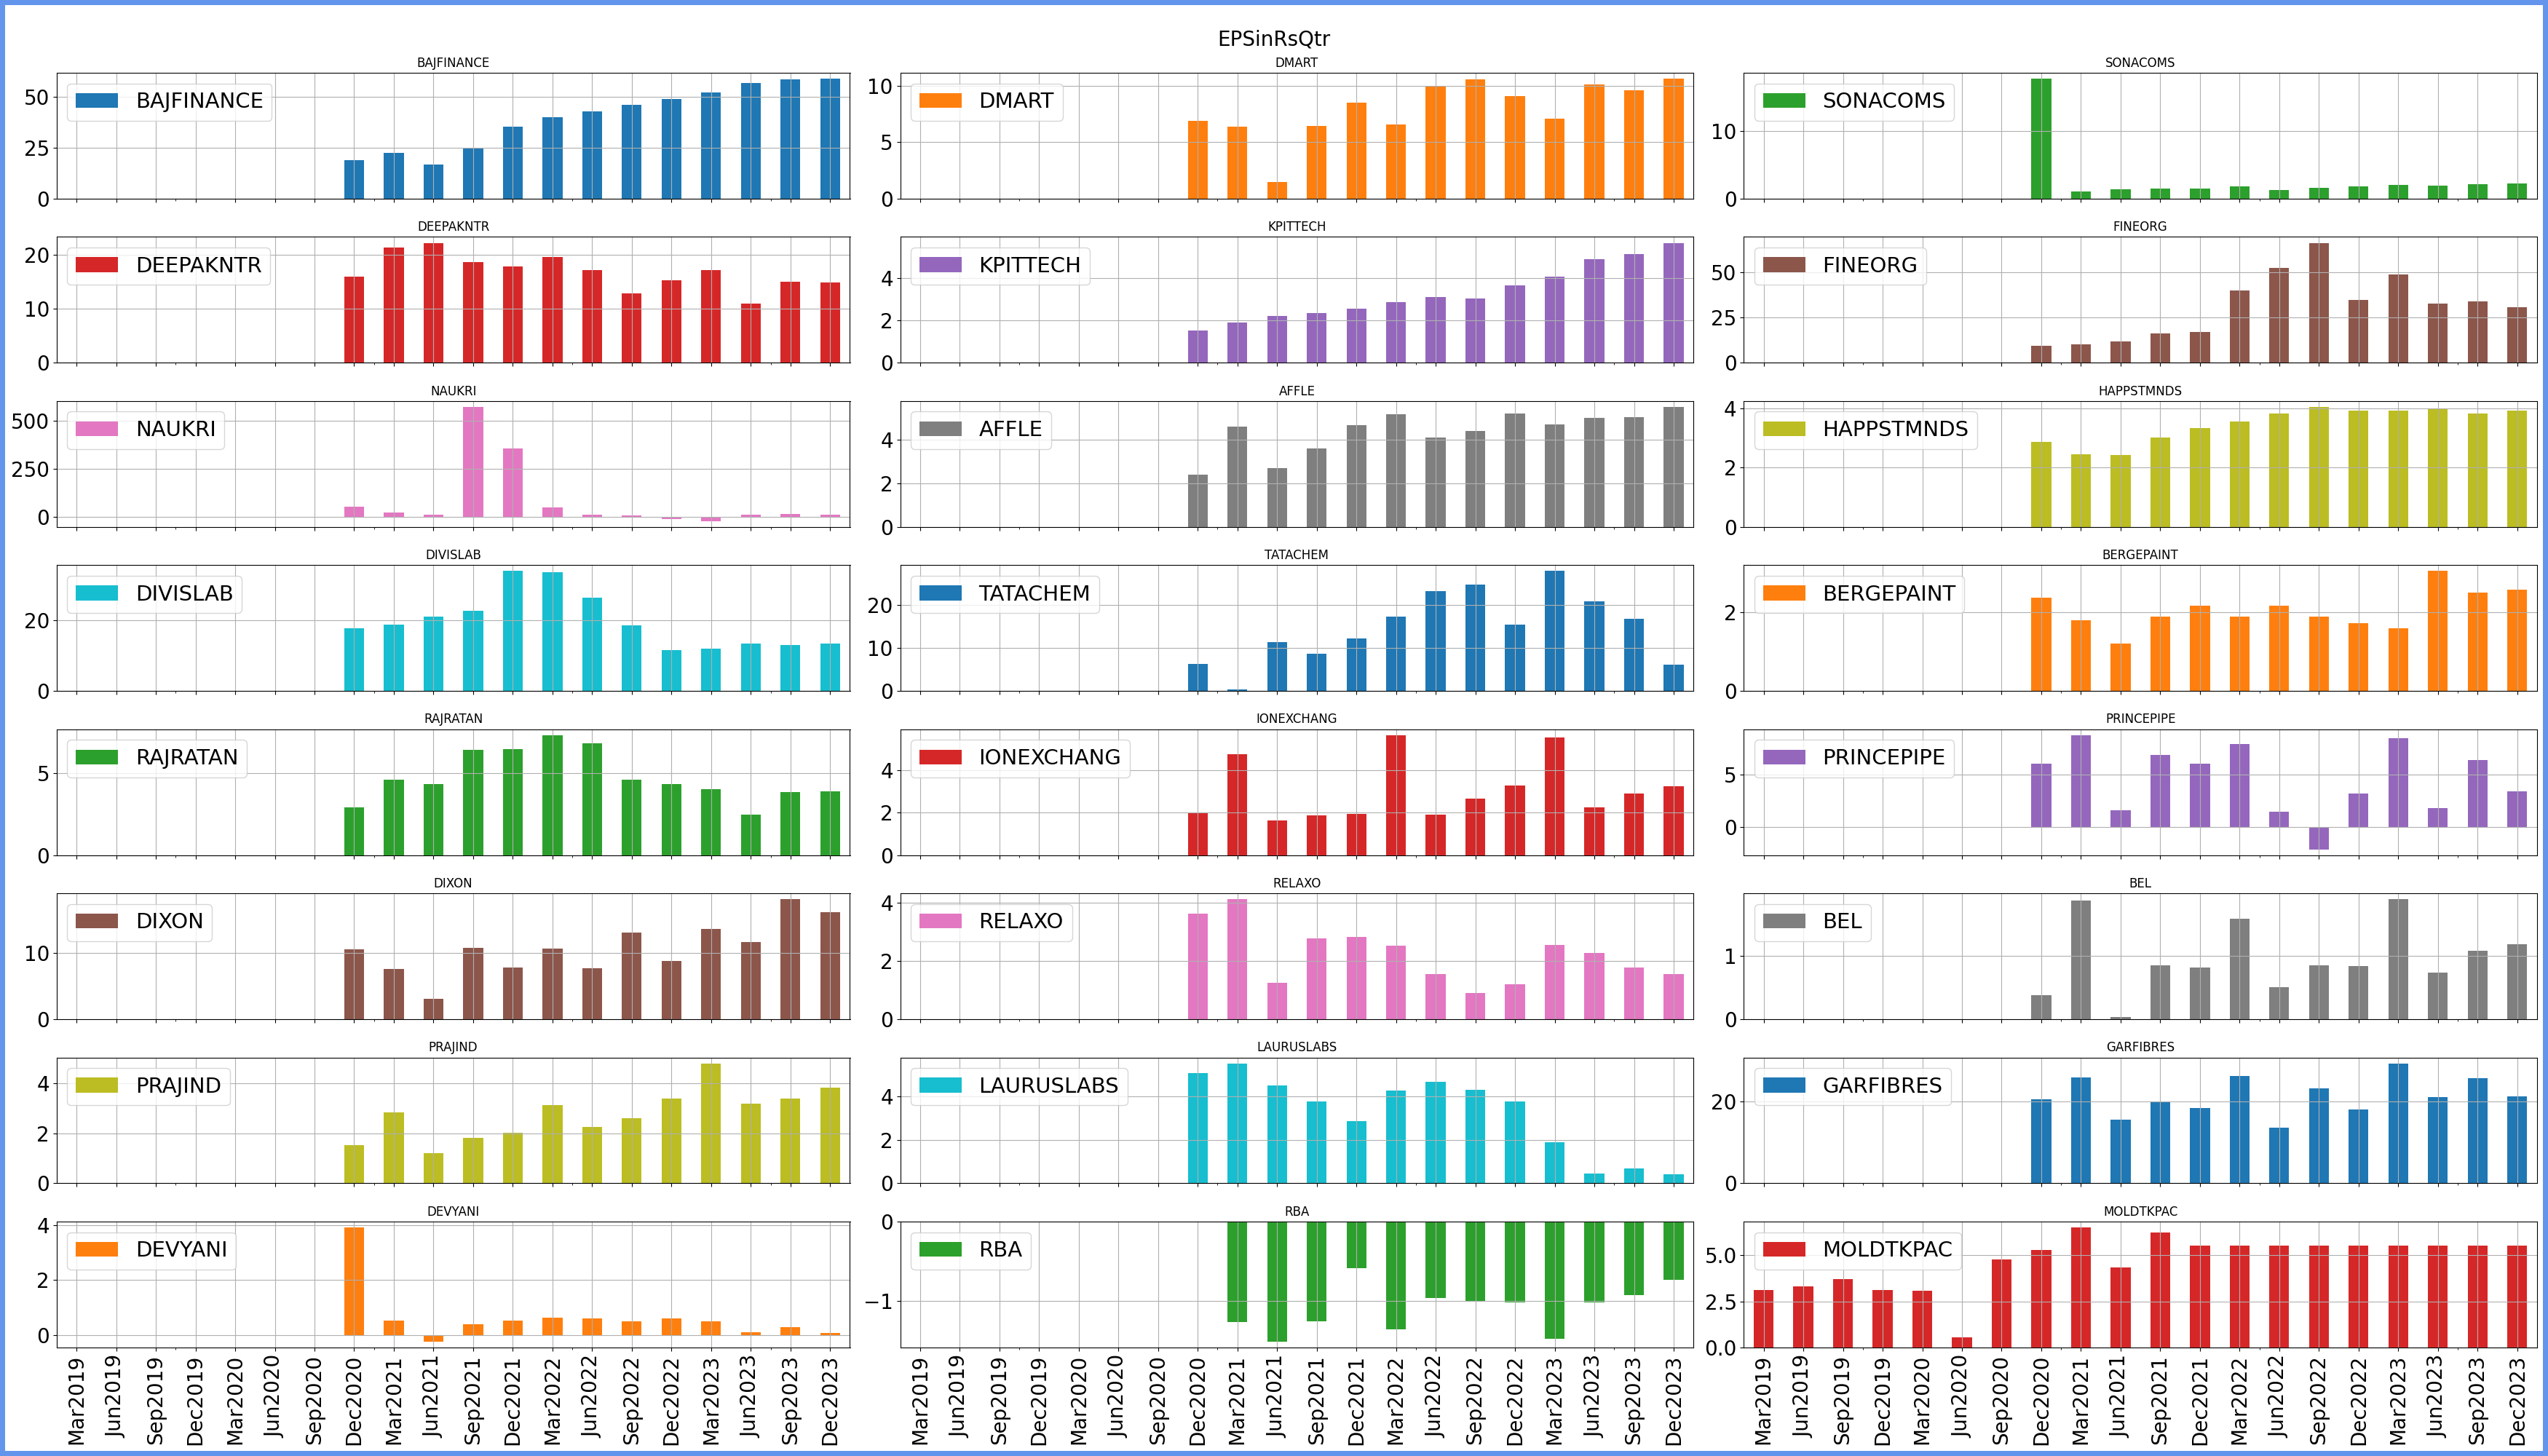 EPSinRsQtr
BAJFINANCE
50
25
0
BAJFINANCE
DMART
10
5
0
DMART
SONACOMS
10
0
SONACOMS
DEEPAKNTR
20
10
0
DEEPAKNTR
KPITTECH
4
2
0
KPITTECH
FINEORG
50
25
0
FINEORG
NAUKRI
500
250
0
NAUKRI
AFFLE
4
2
0
AFFLE
HAPPSTMNDS
4
2
0
HAPPSTMNDS
DIVISLAB
20
0
DIVISLAB
TATACHEM
20
10
0
TATACHEM
BERGEPAINT
2
0
BERGEPAINT
RAJRATAN
5
0
RAJRATAN
IONEXCHANG
4
2
0
IONEXCHANG
PRINCEPIPE
5
0
PRINCEPIPE
DIXON
10
0
DIXON
RELAXO
4
2
0
RELAXO
BEL
1
0
BEL
PRAJIND
4
2
0
PRAJIND
LAURUSLABS
4
2
0
LAURUSLABS
GARFIBRES
20
0
GARFIBRES
DEVYANI
4
2
0
DEVYANI
Mar2019
Jun2019
Sep2019
Dec2019
Mar2020
Jun2020
Sep2020
Dec2020
Mar2021
Jun2021
Sep2021
Dec2021
Mar2022
Jun2022
Sep2022
Dec2022
Mar2023
Jun2023
Sep2023
Dec2023
RBA
0
−1
RBA
Mar2019
Jun2019
Sep2019
Dec2019
Mar2020
Jun2020
Sep2020
Dec2020
Mar2021
Jun2021
Sep2021
Dec2021
Mar2022
Jun2022
Sep2022
Dec2022
Mar2023
Jun2023
Sep2023
Dec2023
MOLDTKPAC
5.0
2.5
0.0
MOLDTKPAC
Mar2019
Jun2019
Sep2019
Dec2019
Mar2020
Jun2020
Sep2020
Dec2020
Mar2021
Jun2021
Sep2021
Dec2021
Mar2022
Jun2022
Sep2022
Dec2022
Mar2023
Jun2023
Sep2023
Dec2023